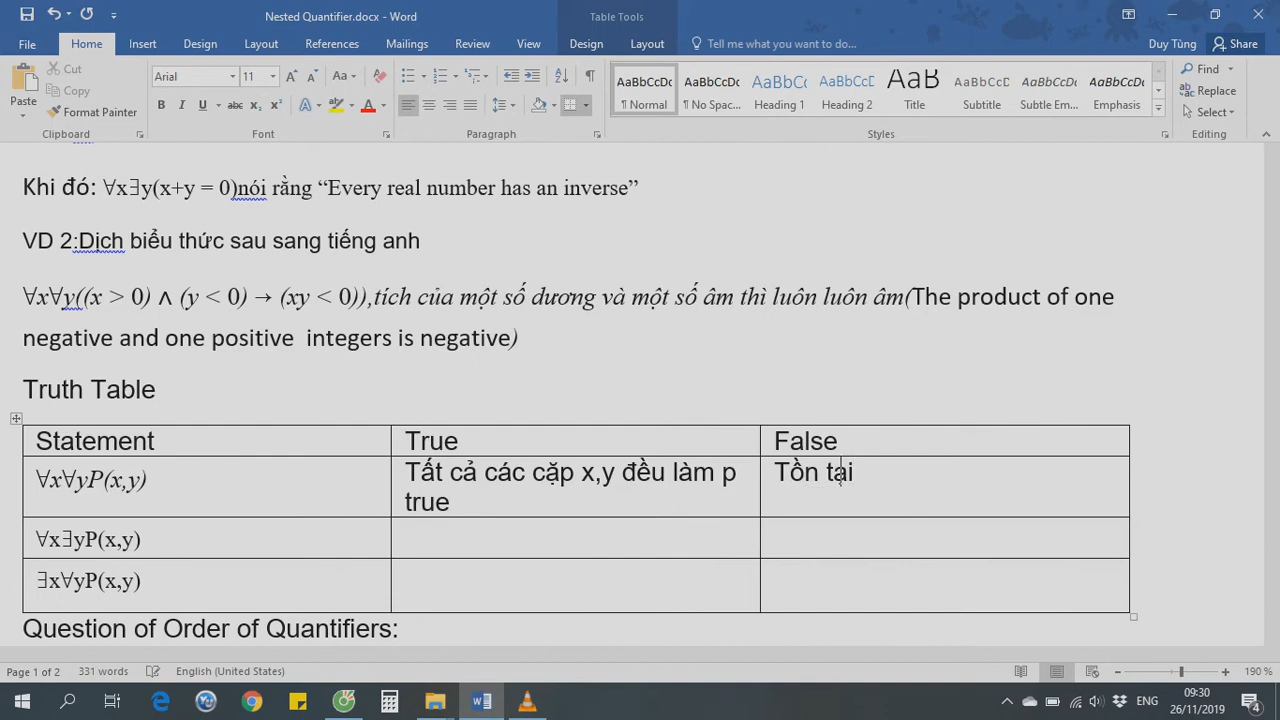 Nested Quantifier.docx - Word
Table Tools
File Home Insert Design Layout References Mailings Review View Design Layout Tell me what you want to do... Duy Tùng Share
Paste
Cut
Copy
Format Painter
Arial 11
Clipboard Font Paragraph Styles Editing
AaBbCcDc ¶ Normal
AaBbCcDc ¶ No Spac...
AaBbC Heading 1
AaBbCcC Heading 2
AaB Title
AaBbCcD Subtitle
AaBbCcDc Subtle Em...
AaBbCcDc Emphasis
Find
Replace
Select
Khi đó: ∀x∃y(x+y = 0)nói rằng “Every real number has an inverse”
VD 2:Dịch biểu thức sau sang tiếng anh
∀x∀y((x > 0) ∧ (y < 0) → (xy < 0)),tích của một số dương và một số âm thì luôn luôn âm(The product of one
negative and one positive integers is negative)
Truth Table
Statement True False
∀x∀yP(x,y) Tất cả các cặp x,y đều làm p Tồn tai
true
∀x∃yP(x,y)
∃x∀yP(x,y)
Question of Order of Quantifiers:
Page 1 of 2 331 words English (United States) 190 %
ENG 09:30
26/11/2019 4